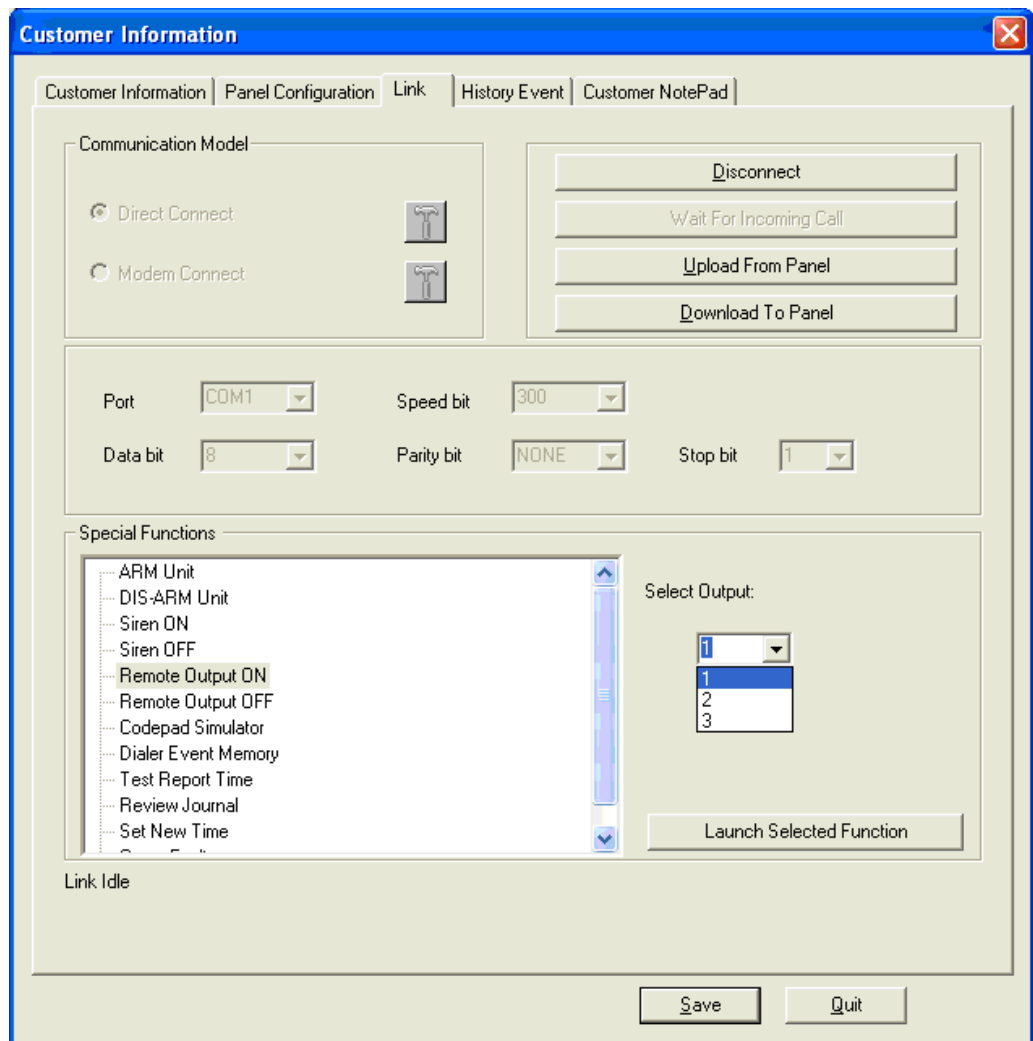 Customer Information
Customer Information Panel Configuration Link History Event Customer NotePad
Communication Model
Direct Connect
Modem Connect
Disconnect
Wait For Incoming Call
Upload From Panel
Download To Panel
Port COM1 Speed bit 300
Data bit 8 Parity bit NONE Stop bit 1
Special Functions
ARM Unit
DIS-ARM Unit
Siren ON
Siren OFF
Remote Output ON
Remote Output OFF
Codepad Simulator
Dialer Event Memory
Test Report Time
Review Journal
Set New Time
Select Output:
1
1
2
3
Launch Selected Function
Link Idle
Save Quit